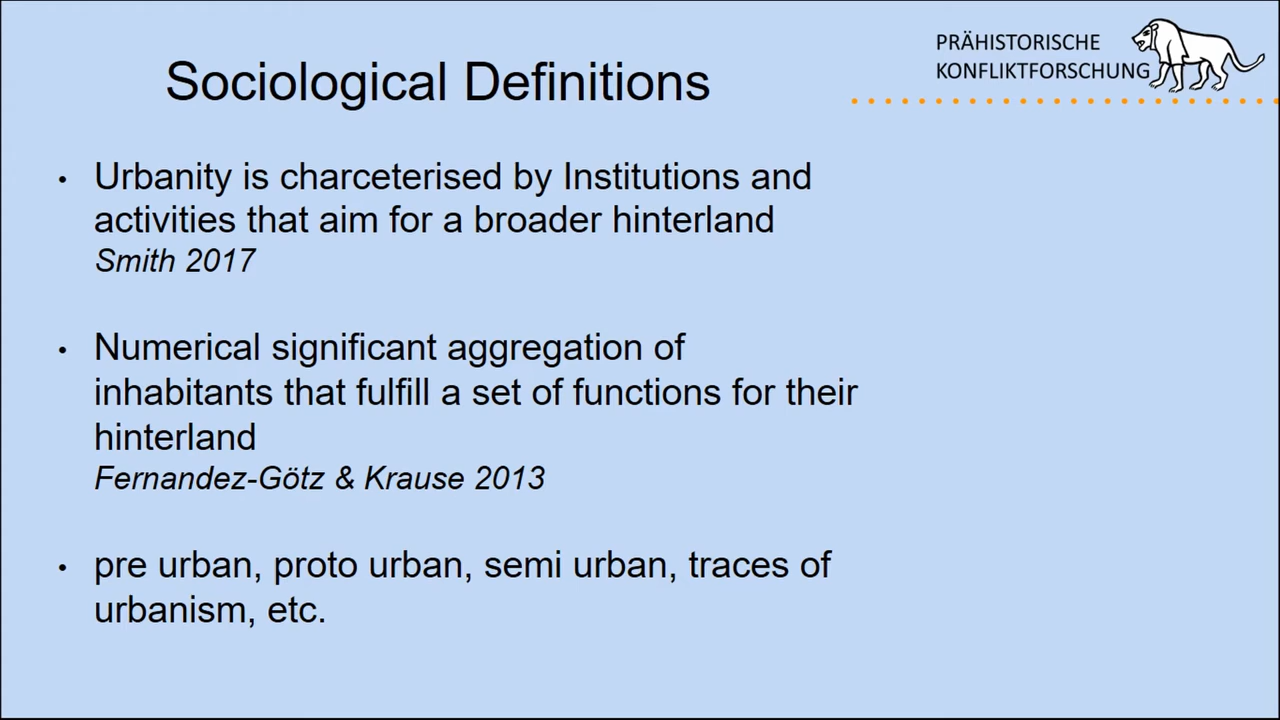 Sociological Definitions
PRÄHISTORISCHE
KONFLIKTFORSCHUNG
• Urbanity is charceterised by Institutions and
activities that aim for a broader hinterland
Smith 2017
• Numerical significant aggregation of
inhabitants that fulfill a set of functions for their
hinterland
Fernandez-Götz & Krause 2013
• pre urban, proto urban, semi urban, traces of
urbanism, etc.